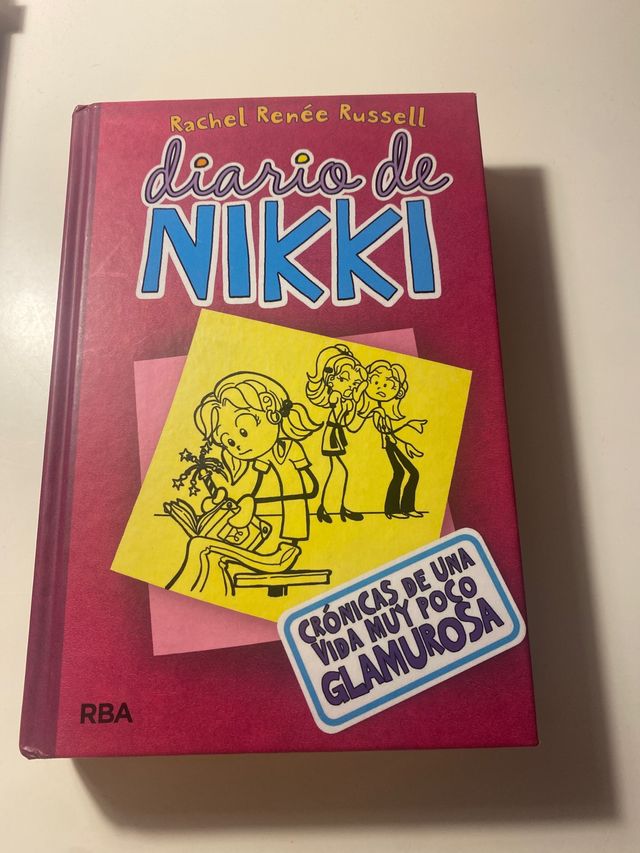 Rachel Renée Russell
diario de
NIKKI
CRÓNICAS DE UNA
VIDA MUY POCO
GLAMUROSA
RBA